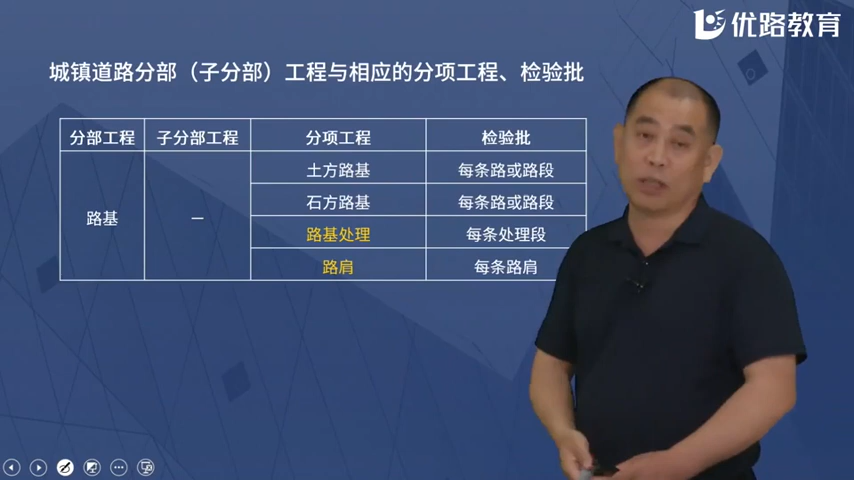 优路教育
城镇道路分部（子分部）工程与相应的分项工程、检验批
分部工程 子分部工程 分项工程 检验批
路基 — 土方路基 每条路或路段
石方路基 每条路或路段
路基处理 每条处理段
路肩 每条路肩